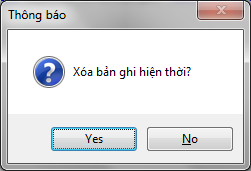 Thông báo
Xóa bản ghi hiện thời?
Yes
No